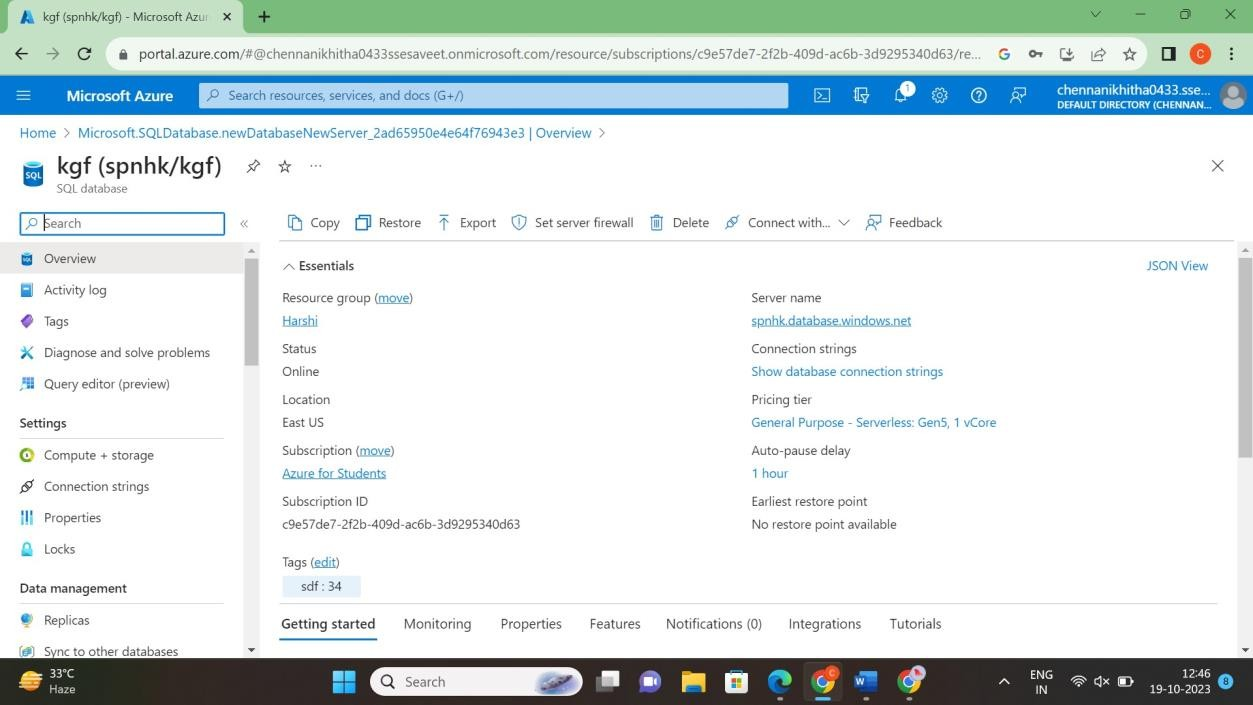 kgf (spnhk/kgf) - Microsoft Azur
portal.azure.com/#@chennanikhitha0433ssesaveet.onmicrosoft.com/resource/subscriptions/c9e57de7-2f2b-409d-ac6b-3d9295340d63/re...
C
Microsoft Azure
Search resources, services, and docs (G+/)
1
chennanikhitha0433.sse...
DEFAULT DIRECTORY (CHENNAN...
Home > Microsoft.SQLDatabase.newDatabaseNewServer_2ad65950e4e64f76943e3 | Overview >
SQL
kgf (spnhk/kgf)
SQL database
Search
Copy Restore Export Set server firewall Delete Connect with... Feedback
Overview
Activity log
Tags
Diagnose and solve problems
Query editor (preview)
Settings
Compute + storage
Connection strings
Properties
Locks
Data management
Replicas
Sync to other databases
Essentials
JSON View
Resource group (move)
Harshi
Status
Online
Location
East US
Subscription (move)
Azure for Students
Subscription ID
c9e57de7-2f2b-409d-ac6b-3d9295340d63
Server name
spnhk.database.windows.net
Connection strings
Show database connection strings
Pricing tier
General Purpose - Serverless: Gen5, 1 vCore
Auto-pause delay
1 hour
Earliest restore point
No restore point available
Tags (edit)
sdf : 34
Getting started Monitoring Properties Features Notifications (0) Integrations Tutorials
33°C
Haze
Search
ENG
IN
12:46
19-10-2023
8